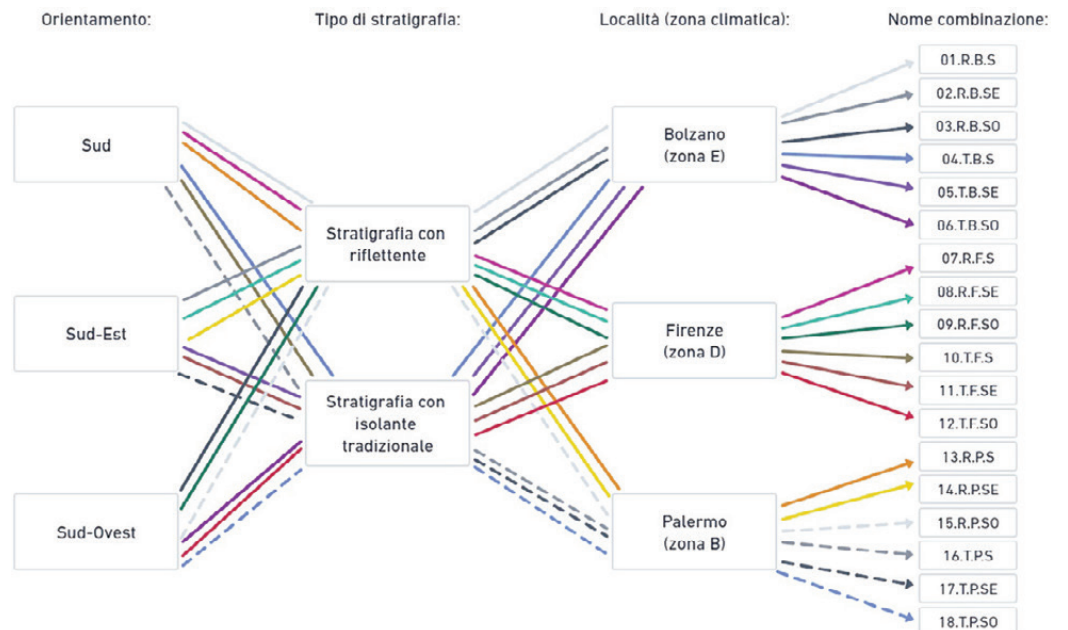 Orientamento:
Tipo di stratigrafia:
Località (zona climatica):
Nome combinazione:
Sud
Sud-Est
Sud-Ovest
Stratigrafia con
riflettente
Stratigrafia con
isolante
tradizionale
Bolzano
(zona E)
Firenze
(zona D)
Palermo
(zona B)
01.R.B.S
02.R.B.SE
03.R.B.SO
04.T.B.S
05.T.B.SE
06.T.B.SO
07.R.F.S
08.R.F.SE
09.R.F.SO
10.T.F.S
11.T.F.SE
12.T.F.SO
13.R.P.S
14.R.P.SE
15.R.P.SO
16.T.P.S
17.T.P.SE
18.T.P.SO